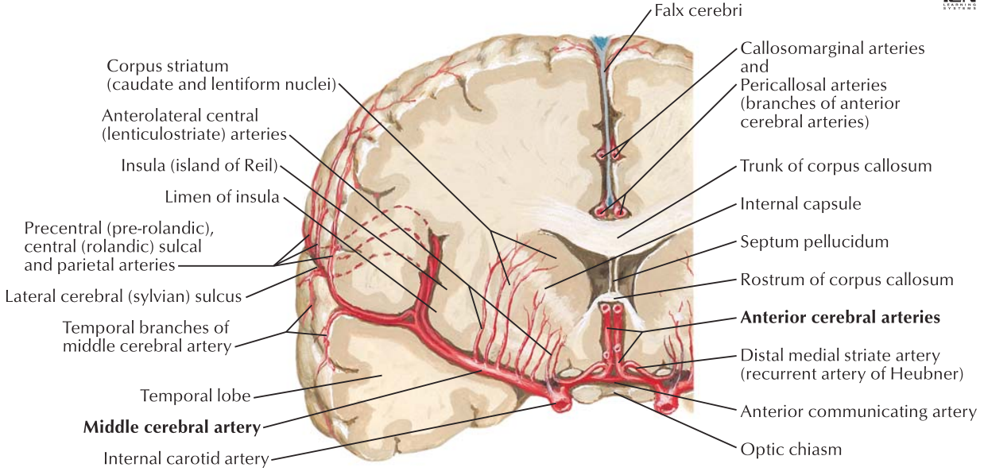 Falx cerebri
Callosomarginal arteries
and
Pericallosal arteries
(branches of anterior
cerebral arteries)
Trunk of corpus callosum
Internal capsule
Septum pellucidum
Rostrum of corpus callosum
Anterior cerebral arteries
Distal medial striate artery
(recurrent artery of Heubner)
Anterior communicating artery
Optic chiasm
Corpus striatum
(caudate and lentiform nuclei)
Anterolateral central
(lenticulostriate) arteries
Insula (island of Reil)
Limen of insula
Precentral (pre-rolandic),
central (rolandic) sulcal
and parietal arteries
Lateral cerebral (sylvian) sulcus
Temporal branches of
middle cerebral artery
Temporal lobe
Middle cerebral artery
Internal carotid artery
LEARNING
SYSTEMS